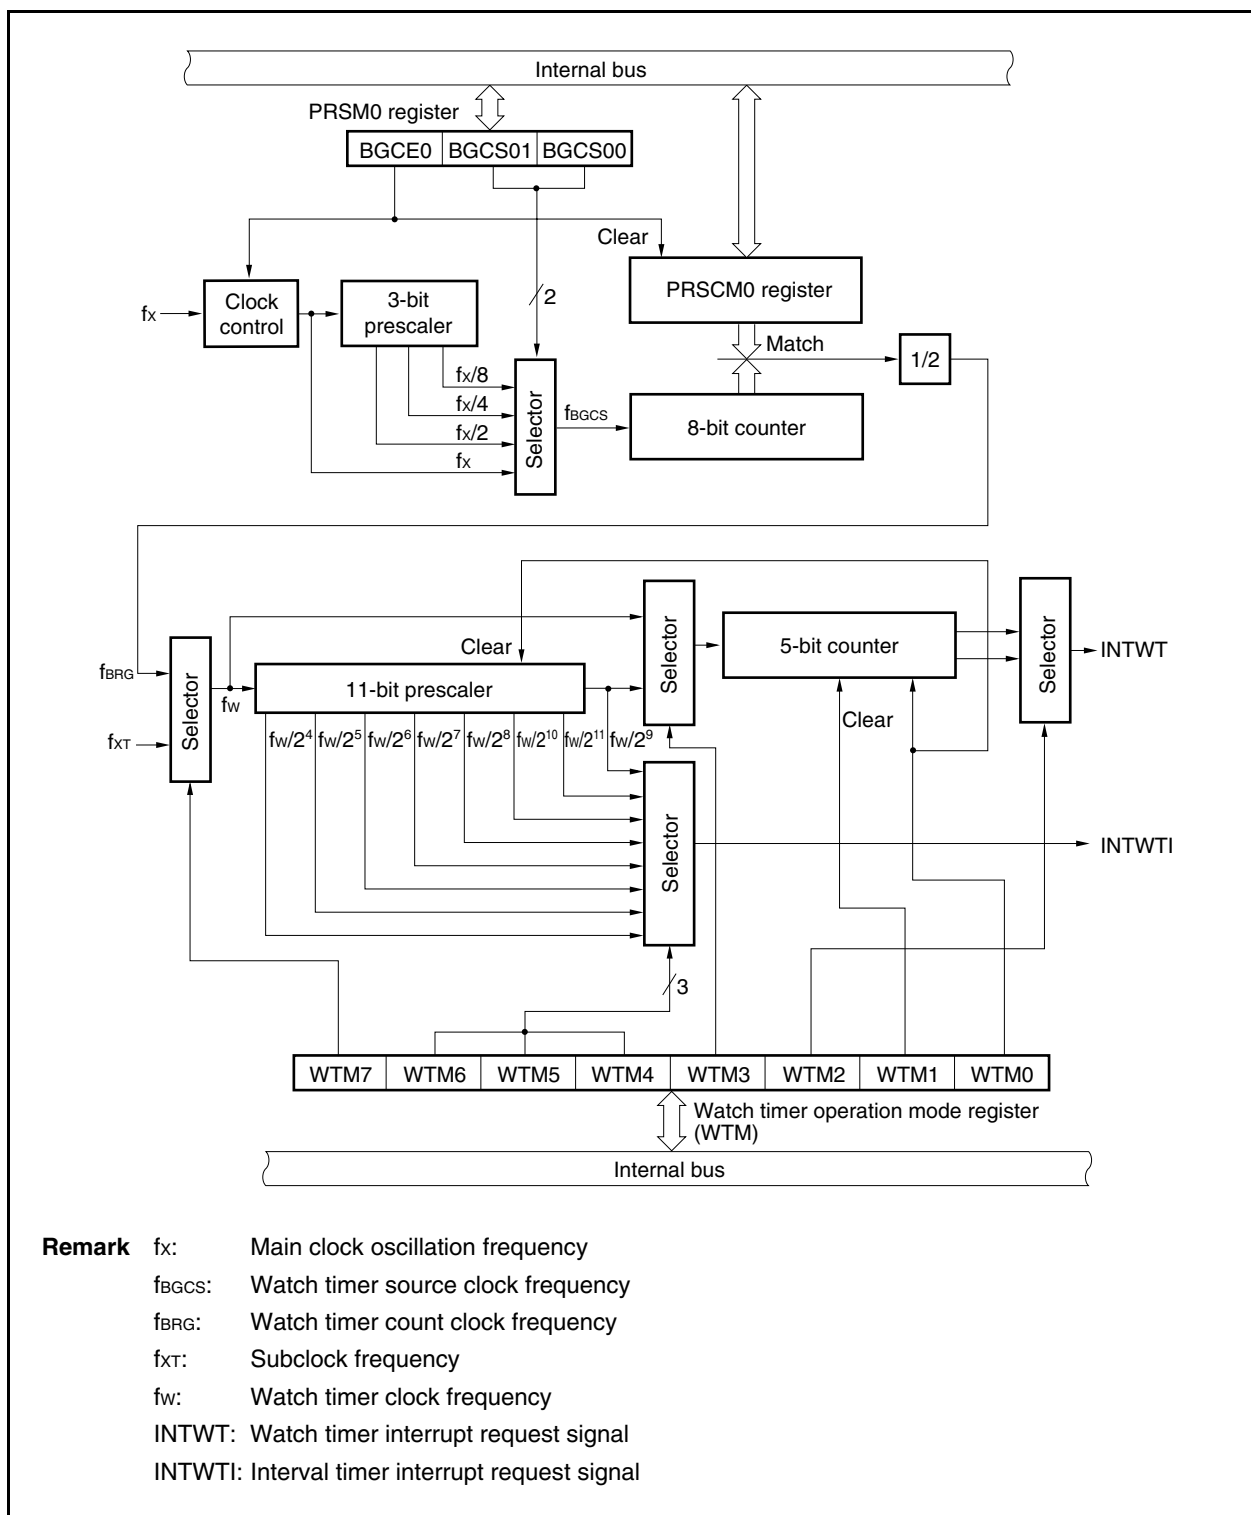 Internal bus
PRSM0 register
BGCE0 BGCS01 BGCS00
Clear
fX
Clock control
3-bit prescaler
2
PRSCM0 register
Match
1/2
fX/8
fX/4
fX/2
fX
Selector
fBGCS
8-bit counter
fBRG
fXT
Selector
fW
Clear
11-bit prescaler
Selector
5-bit counter
Clear
Selector
INTWT
fW/2⁴ fW/2⁵ fW/2⁶ fW/2⁷ fW/2⁸ fW/2¹⁰ fW/2¹¹ fW/2⁹
Selector
INTWTI
3
WTM7 WTM6 WTM5 WTM4 WTM3 WTM2 WTM1 WTM0
Watch timer operation mode register
(WTM)
Internal bus
Remark fX: Main clock oscillation frequency
fBGCS: Watch timer source clock frequency
fBRG: Watch timer count clock frequency
fXT: Subclock frequency
fW: Watch timer clock frequency
INTWT: Watch timer interrupt request signal
INTWTI: Interval timer interrupt request signal